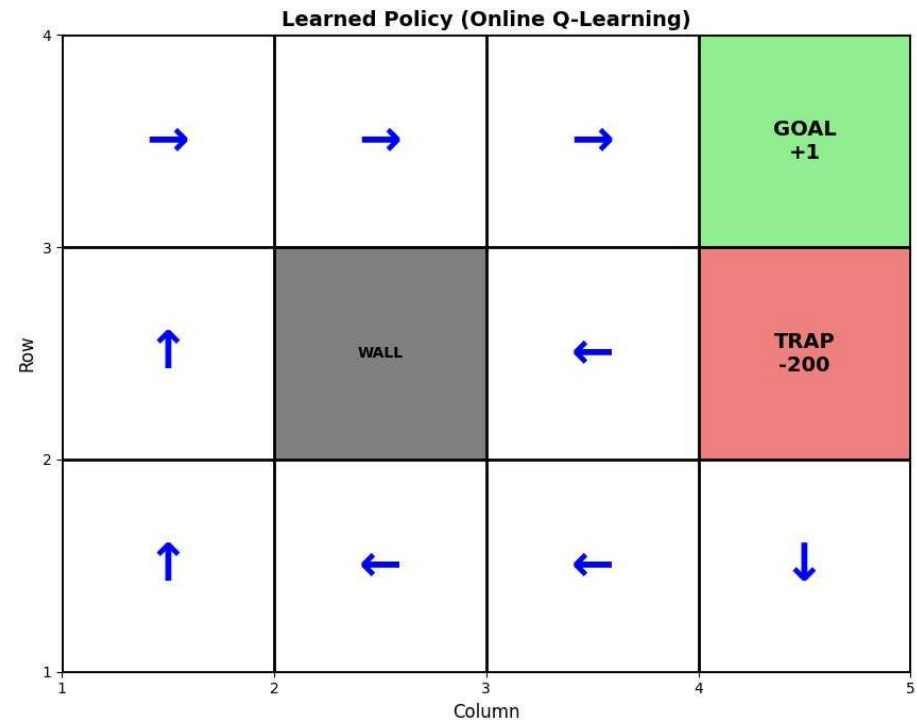 Learned Policy (Online Q-Learning)
4
→ → → GOAL
+1
3
Row
↑ WALL ← TRAP
-200
2
↑ ← ← ↓
1
1 2 3 4 5
Column